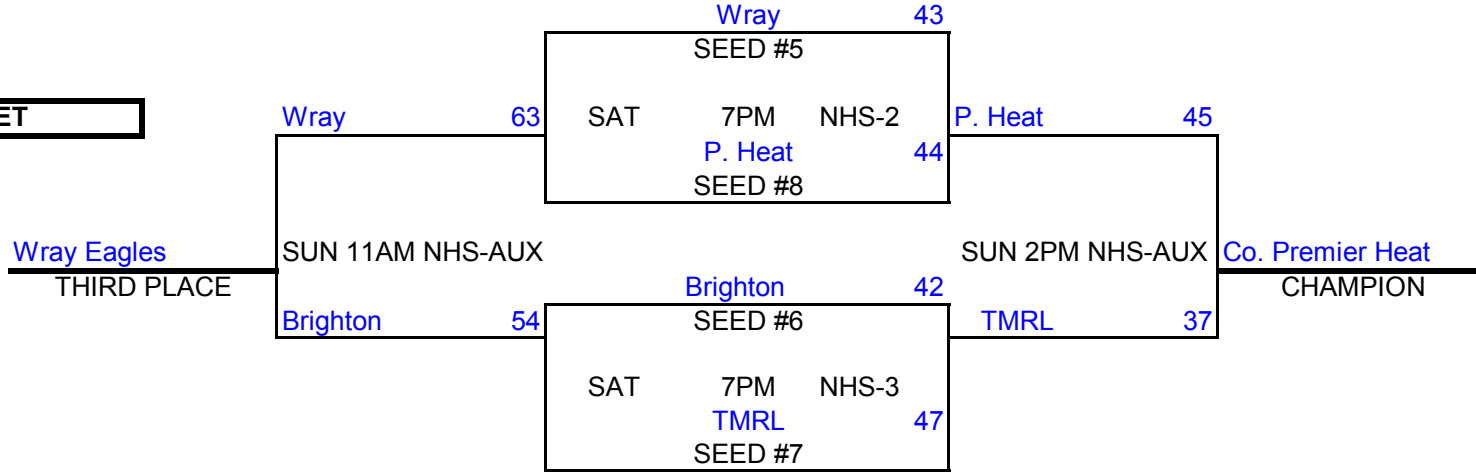 Wray 43
SEED #5
ET
Wray 63 SAT 7PM NHS-2 P. Heat 45
P. Heat 44
SEED #8
Wray Eagles SUN 11AM NHS-AUX SUN 2PM NHS-AUX Co. Premier Heat
THIRD PLACE Brighton 42 CHAMPION
Brighton 54 SEED #6 TMRL 37
SAT 7PM NHS-3
TMRL 47
SEED #7